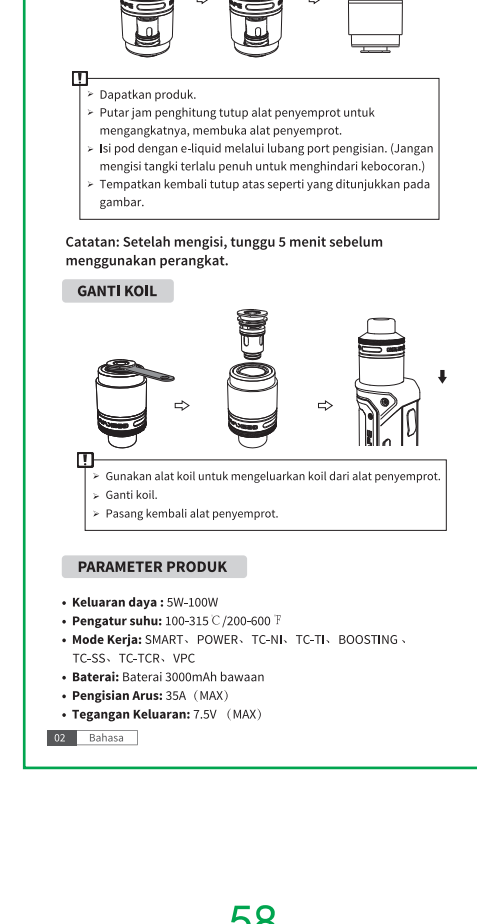 ➢ Dapatkan produk.
➢ Putar jam penghitung tutup alat penyemprot untuk
mengangkatnya, membuka alat penyemprot.
➢ Isi pod dengan e-liquid melalui lubang port pengisian. (Jangan
mengisi tangki terlalu penuh untuk menghindari kebocoran.)
➢ Tempatkan kembali tutup atas seperti yang ditunjukkan pada
gambar.
Catatan: Setelah mengisi, tunggu 5 menit sebelum
menggunakan perangkat.
GANTI KOIL
➢ Gunakan alat koil untuk mengeluarkan koil dari alat penyemprot.
➢ Ganti koil.
➢ Pasang kembali alat penyemprot.
PARAMETER PRODUK
• Keluaran daya : 5W-100W
• Pengatur suhu: 100-315℃/200-600℉
• Mode Kerja: SMART、POWER、TC-NI、TC-TI、BOOSTING 、
TC-SS、TC-TCR、VPC
• Baterai: Baterai 3000mAh bawaan
• Pengisian Arus: 35A（MAX）
• Tegangan Keluaran: 7.5V （MAX）
02 Bahasa
58